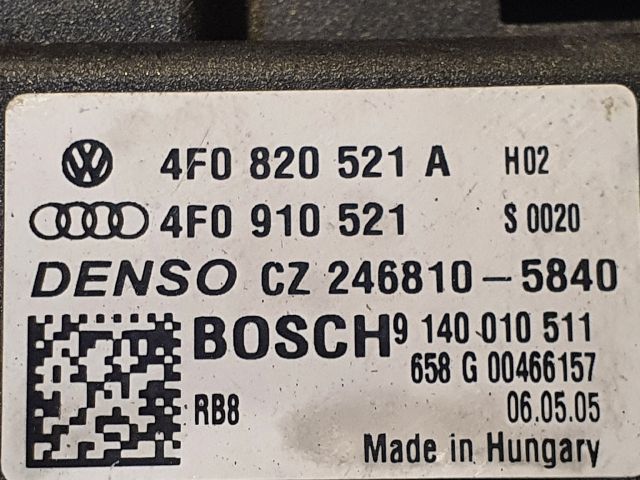 4F0 820 521 A H02
4F0 910 521 S 0020
DENSO CZ 246810-5840
BOSCH 9 140 010 511
658 G 00466157
RB8 06.05.05
Made in Hungary